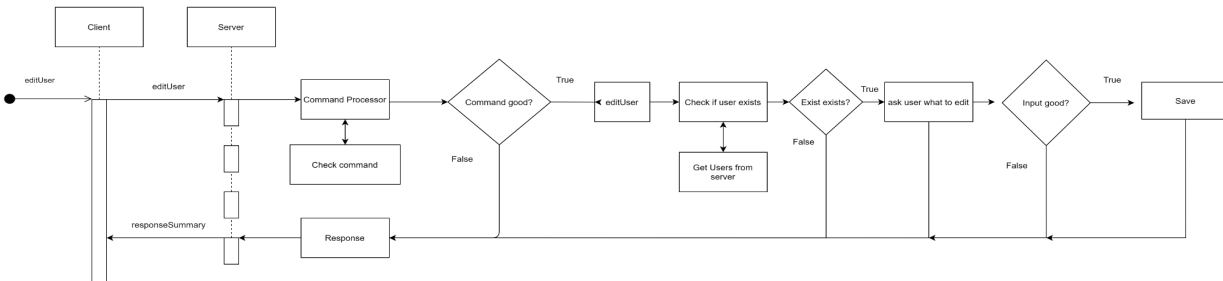 Client
Server
editUser
editUser
Command Processor
Check command
Command good?
True
False
editUser
Check if user exists
Get Users from
server
Exist exists?
True
False
ask user what to edit
Input good?
True
False
Save
responseSummary
Response